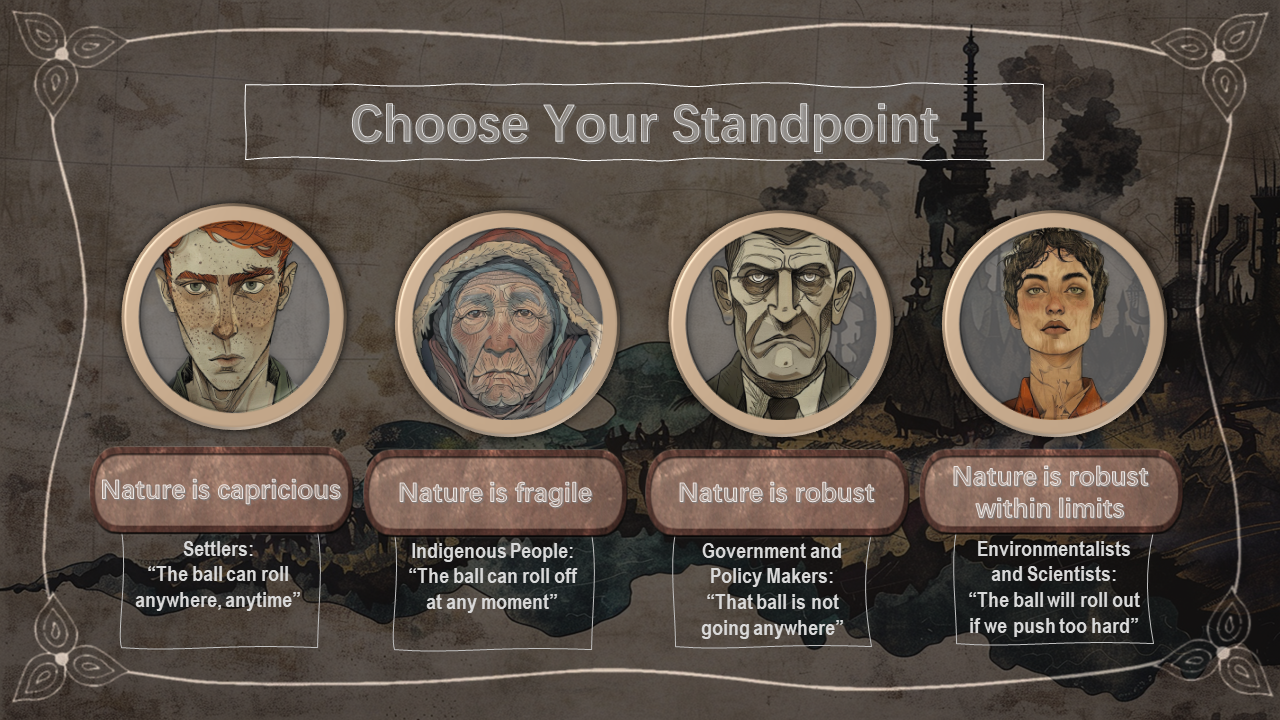 Choose Your Standpoint
Nature is capricious
Settlers:
“The ball can roll
anywhere, anytime”
Nature is fragile
Indigenous People:
“The ball can roll off
at any moment”
Nature is robust
Government and
Policy Makers:
“That ball is not
going anywhere”
Nature is robust
within limits
Environmentalists
and Scientists:
“The ball will roll out
if we push too hard”